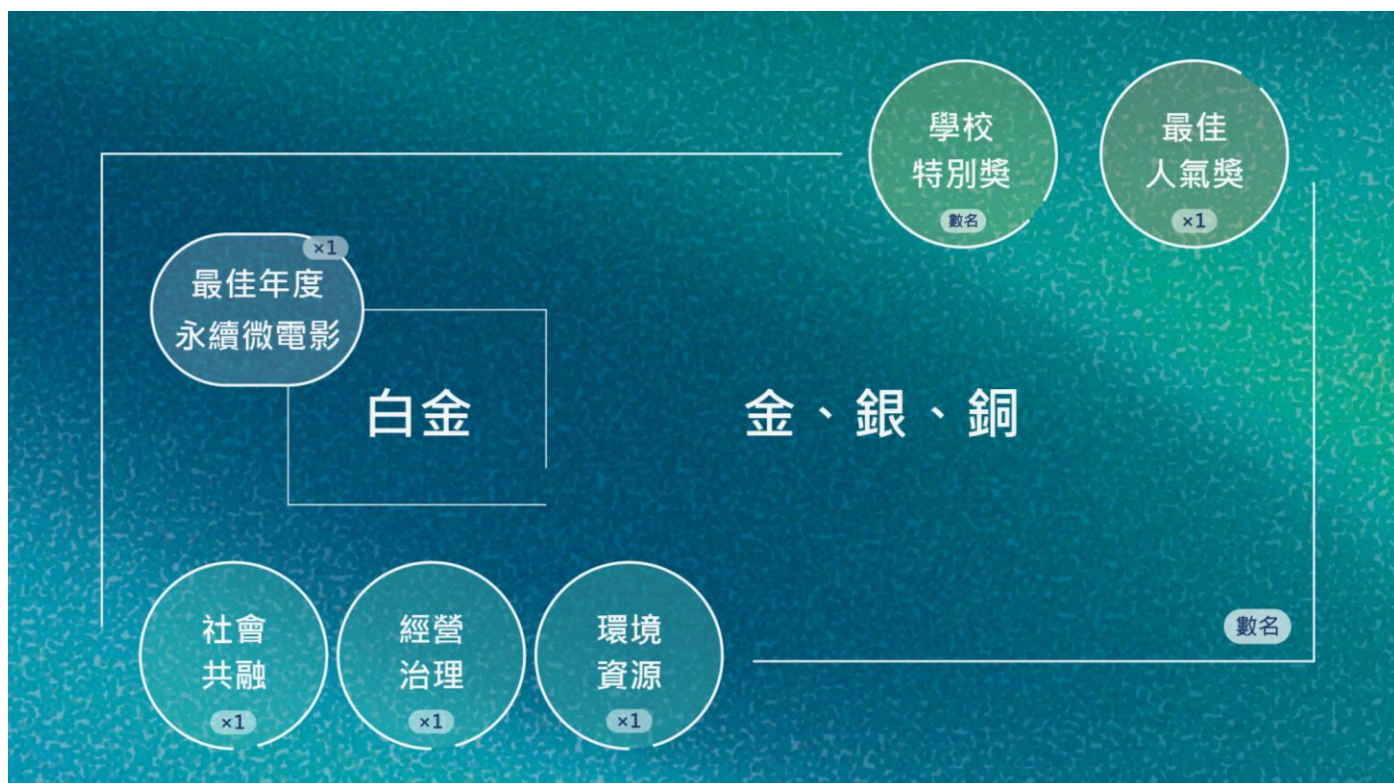 學校
特別獎
數名
最佳
人氣獎
×1
×1
最佳年度
永續微電影
白金
金、銀、銅
社會
共融
×1
經營
治理
×1
環境
資源
×1
數名